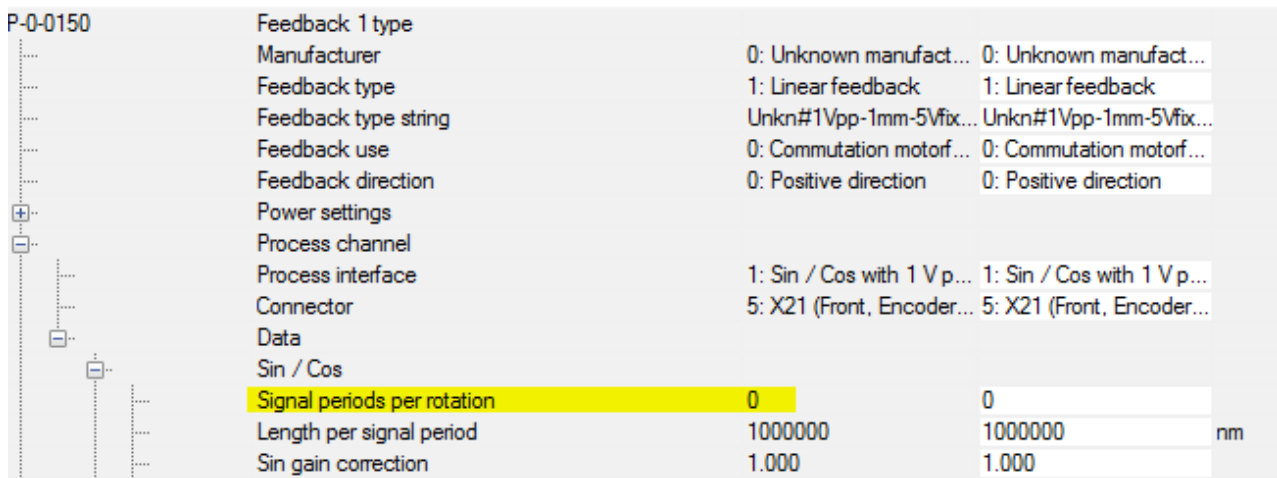 P-0-0150 Feedback 1 type
Manufacturer 0: Unknown manufact... 0: Unknown manufact...
Feedback type 1: Linear feedback 1: Linear feedback
Feedback type string Unkn#1Vpp-1mm-5Vfix... Unkn#1Vpp-1mm-5Vfix...
Feedback use 0: Commutation motorf... 0: Commutation motorf...
Feedback direction 0: Positive direction 0: Positive direction
Power settings
Process channel
Process interface 1: Sin / Cos with 1 V p... 1: Sin / Cos with 1 V p...
Connector 5: X21 (Front, Encoder... 5: X21 (Front, Encoder...
Data
Sin / Cos
Signal periods per rotation 0 0
Length per signal period 1000000 1000000 nm
Sin gain correction 1.000 1.000